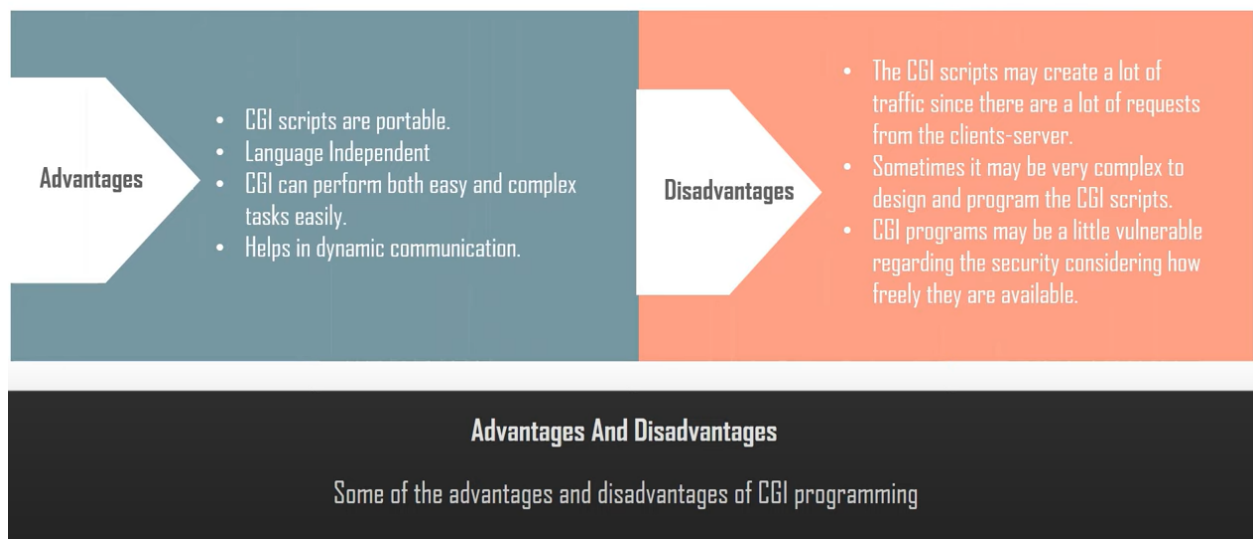 Advantages
• CGI scripts are portable.
• Language Independent
• CGI can perform both easy and complex
tasks easily.
• Helps in dynamic communication.
Disadvantages
• The CGI scripts may create a lot of
traffic since there are a lot of requests
from the clients-server.
• Sometimes it may be very complex to
design and program the CGI scripts.
• CGI programs may be a little vulnerable
regarding the security considering how
freely they are available.
Advantages And Disadvantages
Some of the advantages and disadvantages of CGI programming